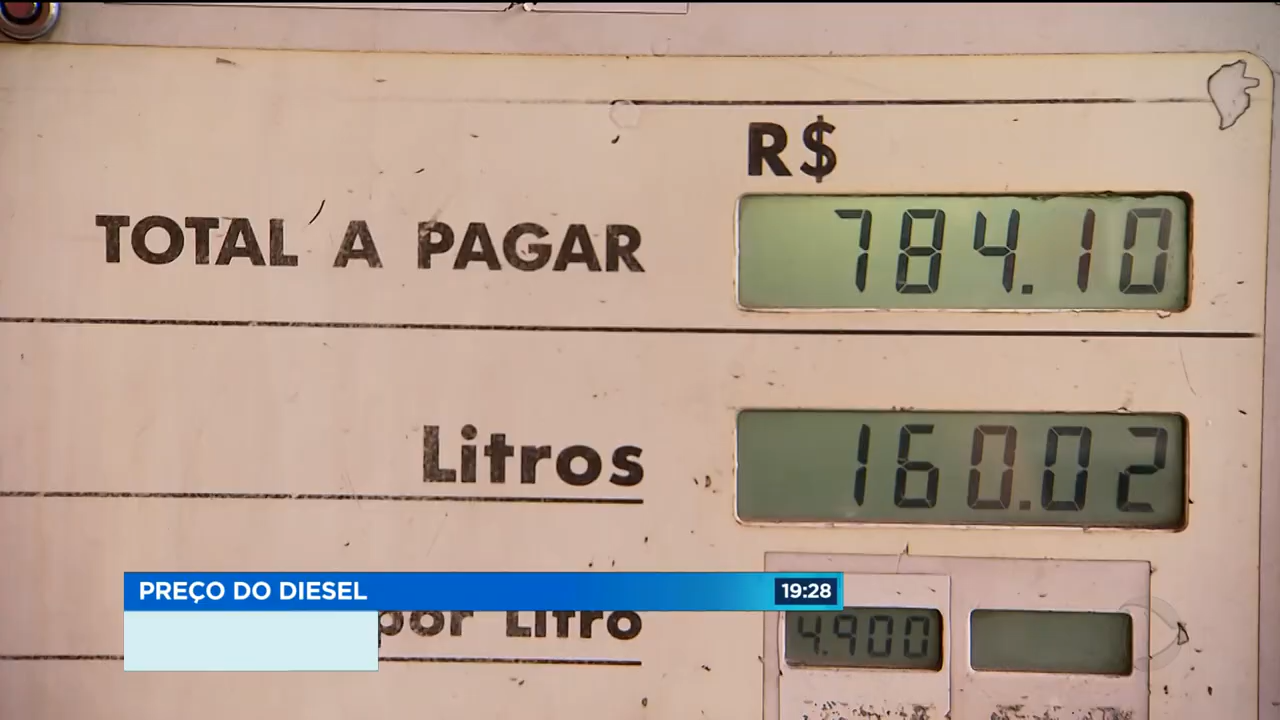 R$
TOTAL A PAGAR 784.10
Litros 160.02
PREÇO DO DIESEL 19:28
por Litro 4.900